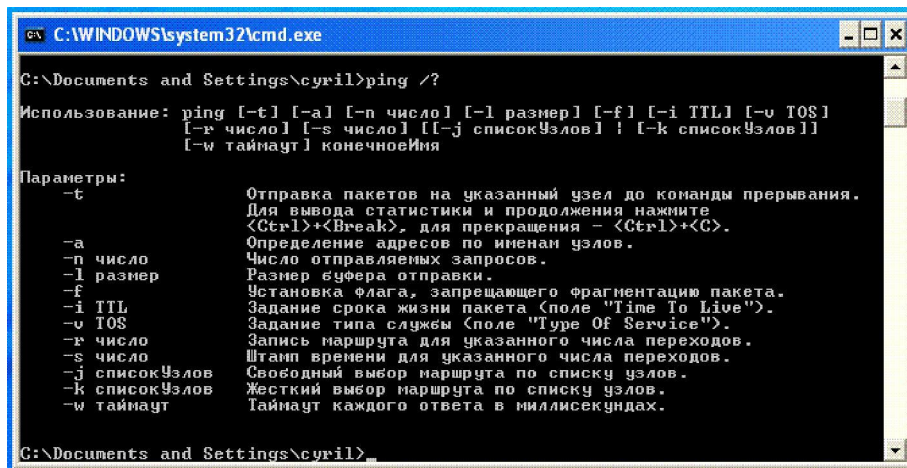 C:\WINDOWS\system32\cmd.exe
C:\Documents and Settings\cyril>ping /?
Использование: ping [-t] [-a] [-n число] [-l размер] [-f] [-i TTL] [-v TOS]
[-r число] [-s число] [[-j списокУзлов] ¦ [-k списокУзлов]]
[-w таймаут] конечноеИмя
Параметры:
-t Отправка пакетов на указанный узел до команды прерывания.
Для вывода статистики и продолжения нажмите
<Ctrl>+<Break>, для прекращения - <Ctrl>+<C>.
-a Определение адресов по именам узлов.
-n число Число отправляемых запросов.
-l размер Размер буфера отправки.
-f Установка флага, запрещающего фрагментацию пакета.
-i TTL Задание срока жизни пакета (поле "Time To Live").
-v TOS Задание типа службы (поле "Type Of Service").
-r число Запись маршрута для указанного числа переходов.
-s число Штамп времени для указанного числа переходов.
-j списокУзлов Свободный выбор маршрута по списку узлов.
-k списокУзлов Жесткий выбор маршрута по списку узлов.
-w таймаут Таймаут каждого ответа в миллисекундах.
C:\Documents and Settings\cyril>_